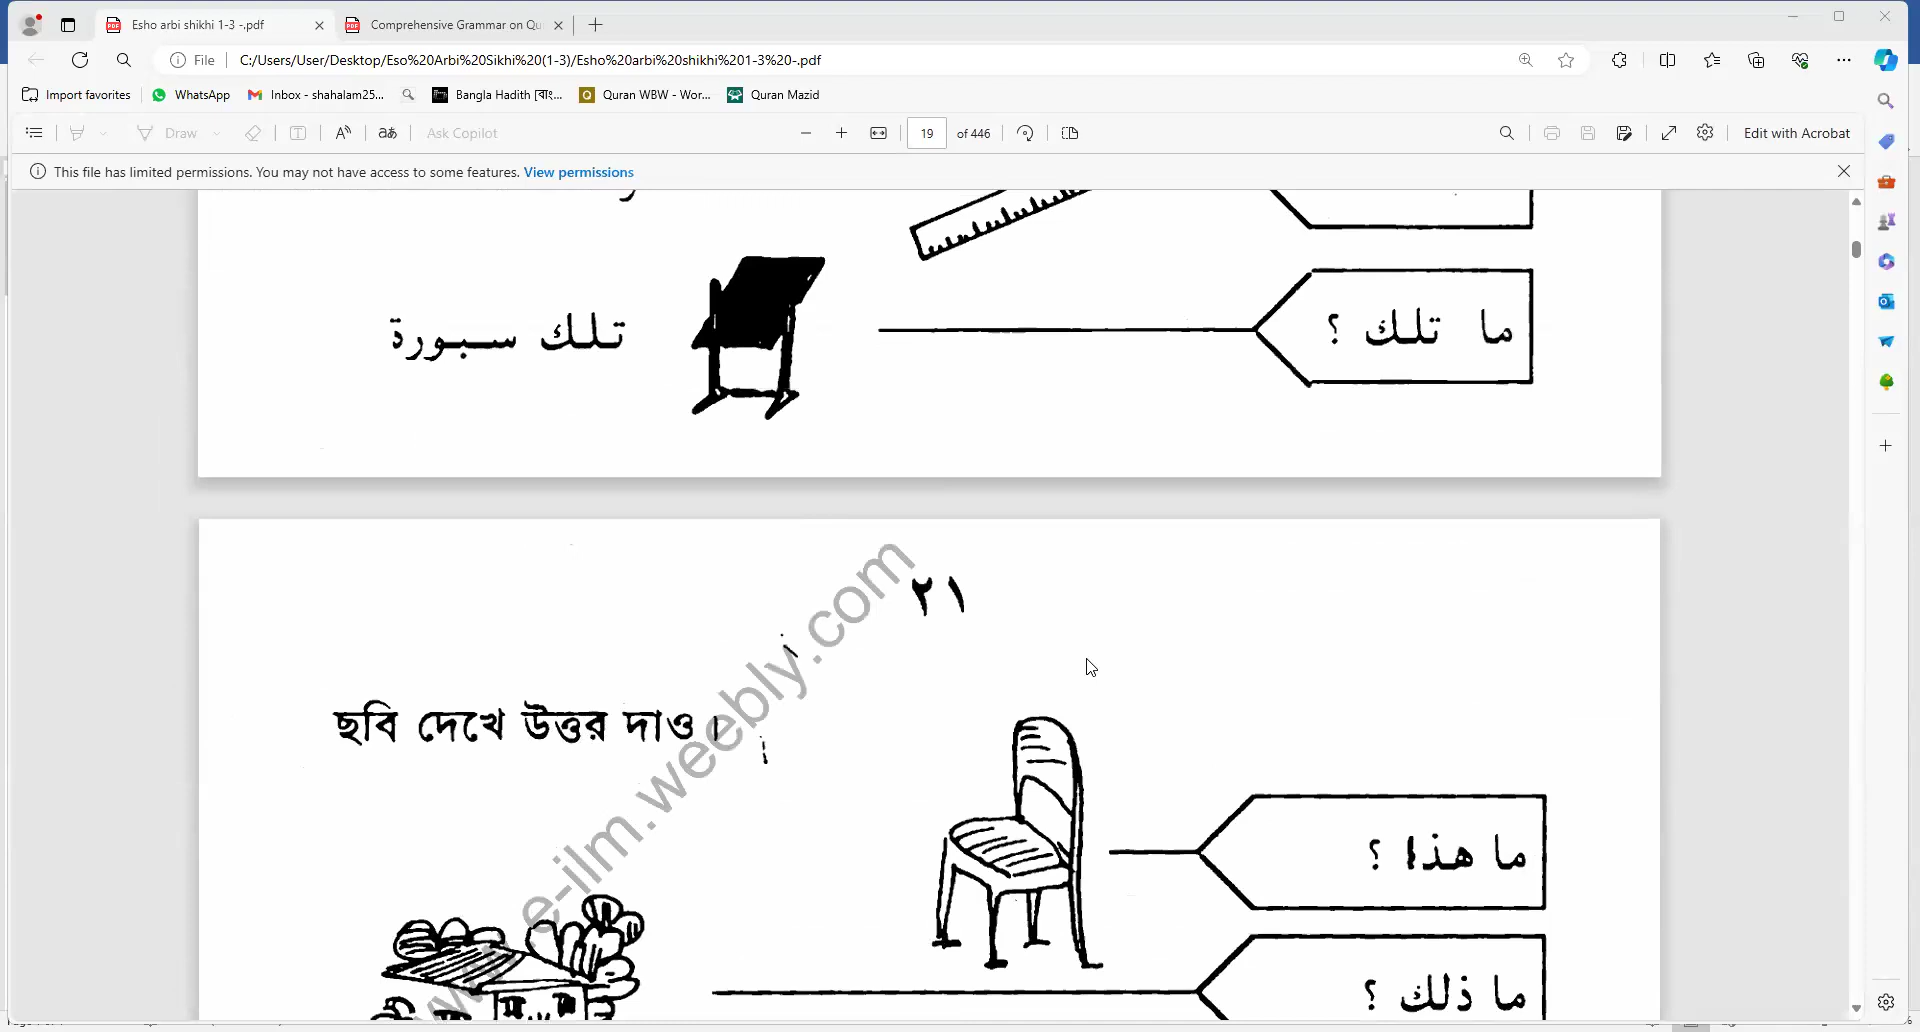 Esho arbi shikhi 1-3 -.pdf
Comprehensive Grammar on Qu
File
C:/Users/User/Desktop/Eso%20Arbi%20Sikhi%20(1-3)/Esho%20arbi%20shikhi%201-3%20-.pdf
Import favorites
WhatsApp
Inbox - shahalam25...
Bangla Hadith [বাং...
Quran WBW - Wor...
Quran Mazid
Draw
Ask Copilot
19
of 446
Edit with Acrobat
This file has limited permissions. You may not have access to some features. View permissions
ما تلك ؟
تلك سبورة
٢١
ছবি দেখে উত্তর দাও।
ما هذا ؟
ما ذلك ؟
www.e-ilm.weebly.com